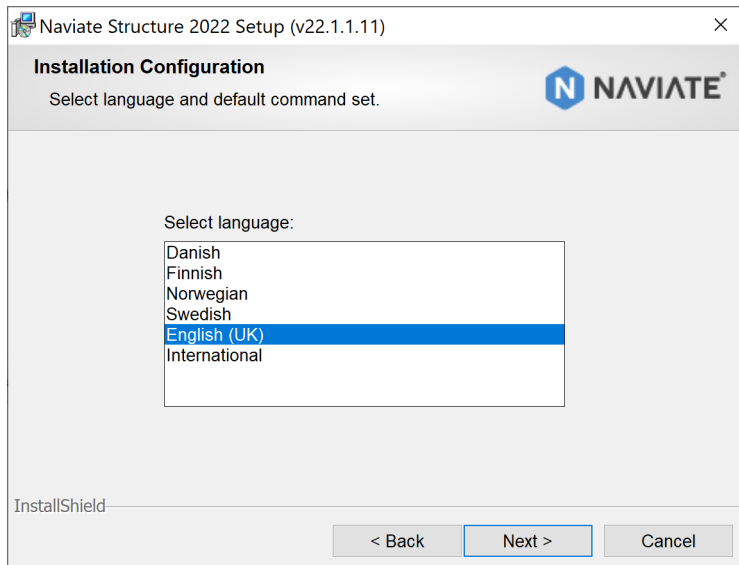 Naviate Structure 2022 Setup (v22.1.1.11)
Installation Configuration
Select language and default command set.
N NAVIATE®
Select language:
Danish
Finnish
Norwegian
Swedish
English (UK)
International
InstallShield
< Back
Next >
Cancel